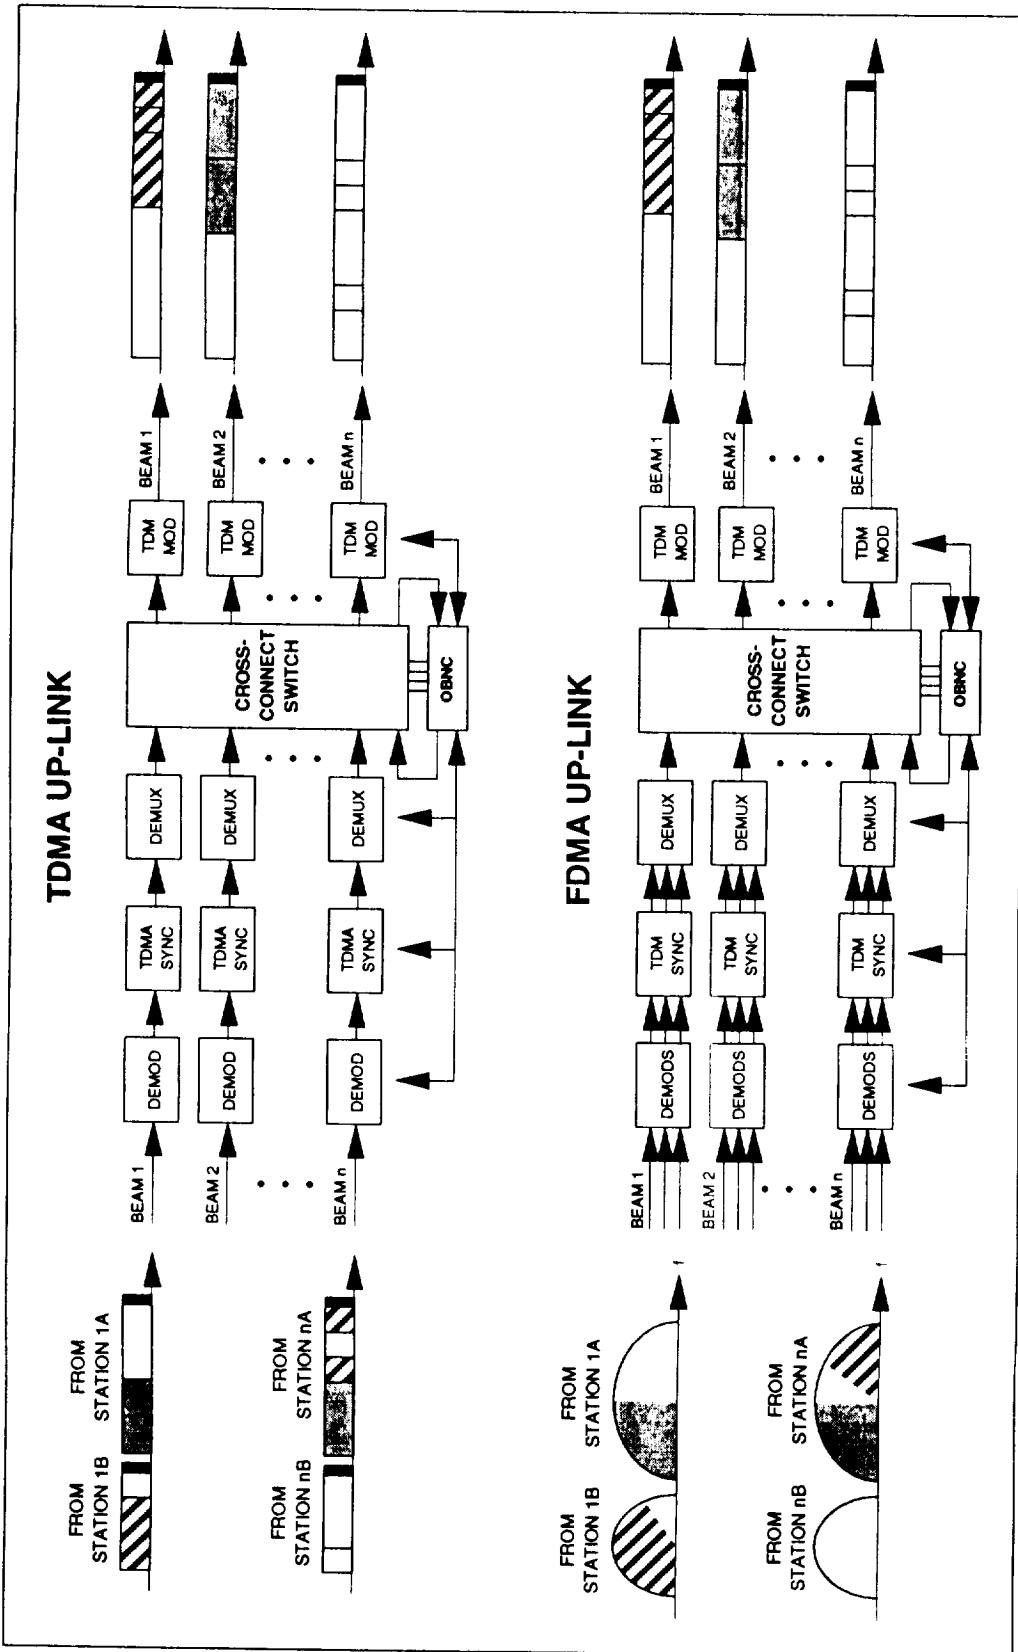 TDMA UP-LINK
FROM
STATION 1B
FROM
STATION 1A
BEAM 1
DEMOD
TDMA
SYNC
DEMUX
CROSS-
CONNECT
SWITCH
TDM
MOD
BEAM 1
BEAM 2
DEMOD
TDMA
SYNC
DEMUX
TDM
MOD
BEAM 2
FROM
STATION nB
FROM
STATION nA
BEAM n
DEMOD
TDMA
SYNC
DEMUX
TDM
MOD
BEAM n
OBNC
FDMA UP-LINK
FROM
STATION 1B
FROM
STATION 1A
f
BEAM 1
DEMODS
TDM
SYNC
DEMUX
CROSS-
CONNECT
SWITCH
TDM
MOD
BEAM 1
BEAM 2
DEMODS
TDM
SYNC
DEMUX
TDM
MOD
BEAM 2
FROM
STATION nB
FROM
STATION nA
f
BEAM n
DEMODS
TDM
SYNC
DEMUX
TDM
MOD
BEAM n
OBNC